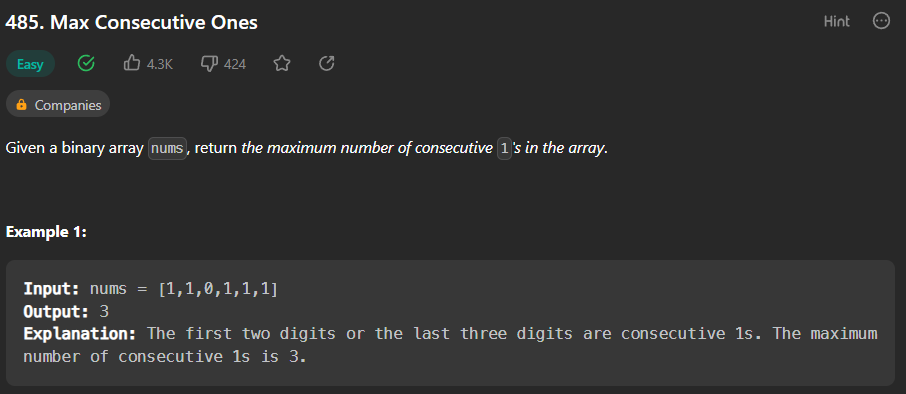 485. Max Consecutive Ones
Hint
Easy
4.3K
424
Companies
Given a binary array nums, return the maximum number of consecutive 1's in the array.
Example 1:
Input: nums = [1,1,0,1,1,1]
Output: 3
Explanation: The first two digits or the last three digits are consecutive 1s. The maximum
number of consecutive 1s is 3.